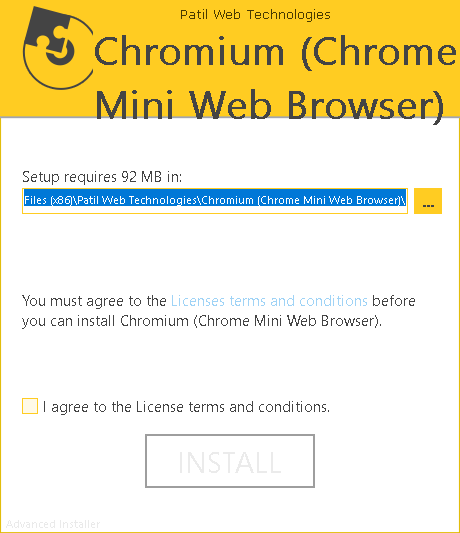 Patil Web Technologies
Chromium (Chrome
Mini Web Browser)
Setup requires 92 MB in:
Files (x86)\Patil Web Technologies\Chromium (Chrome Mini Web Browser)\
...
You must agree to the Licenses terms and conditions before
you can install Chromium (Chrome Mini Web Browser).
I agree to the License terms and conditions.
INSTALL
Advanced Installer